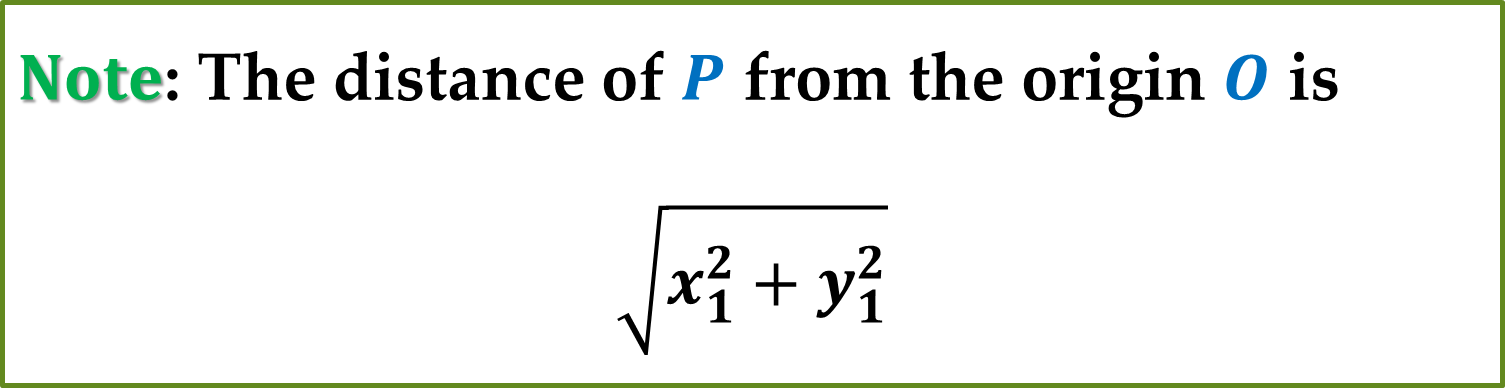 Note: The distance of P from the origin O is
√(x₁² + y₁²)